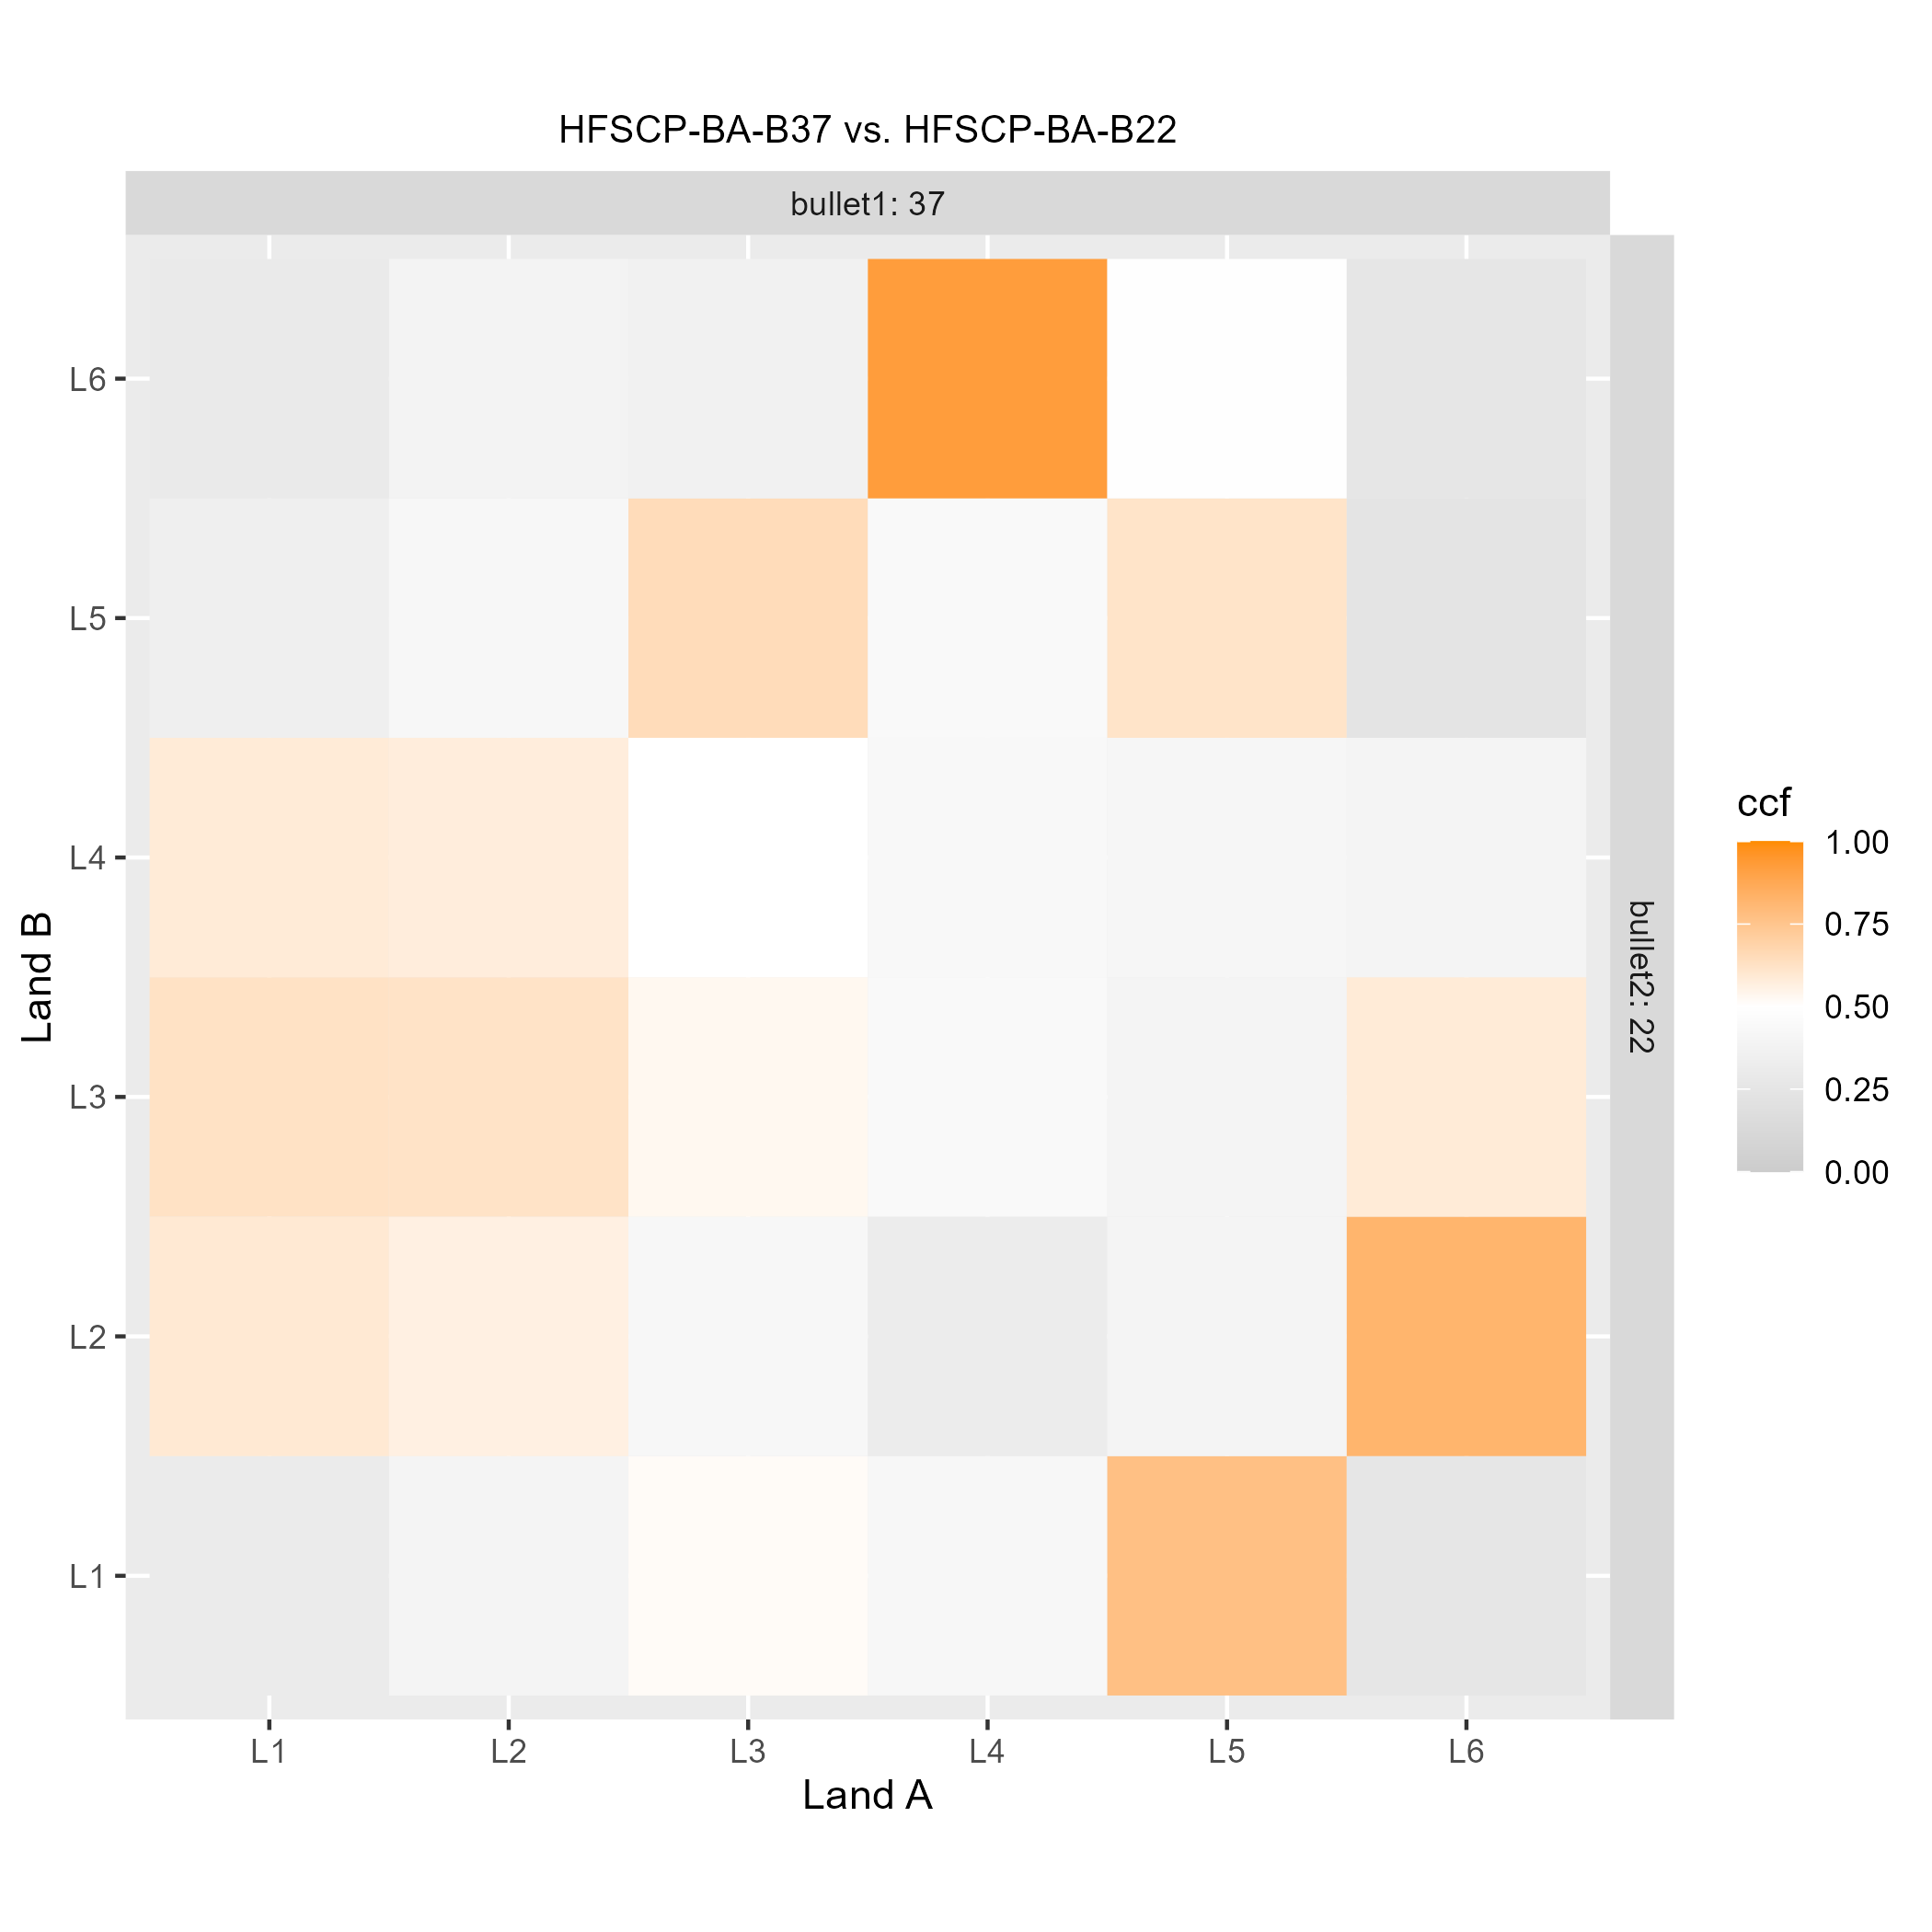 HFSCP-BA-B37 vs. HFSCP-BA-B22
bullet1: 37
L6
L5
L4
L3
L2
L1
Land B
bullet2: 22
ccf
1.00
0.75
0.50
0.25
0.00
L1 L2 L3 L4 L5 L6
Land A